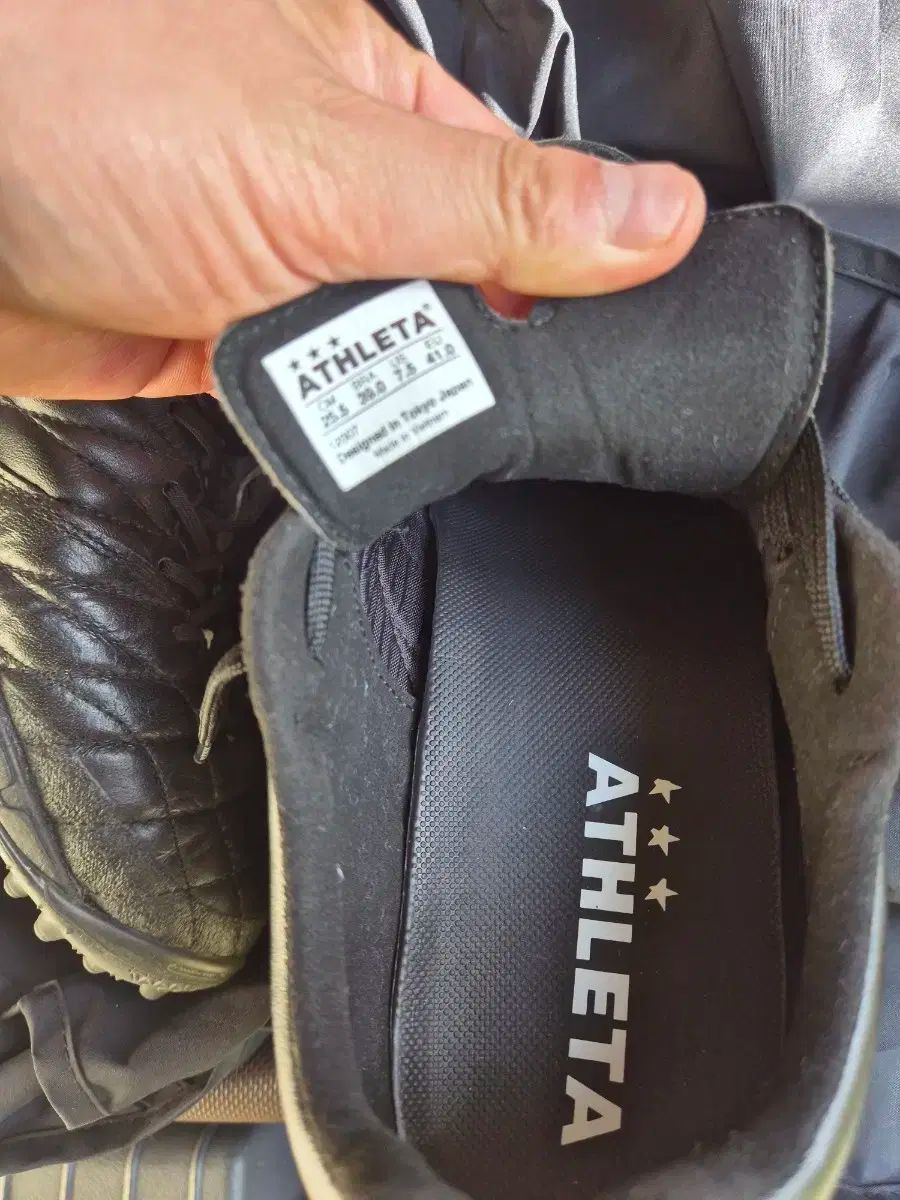 ATHLETA
CM BRA US EU
25.5 39.0 7.5 41.0
12007
Designed in Tokyo Japan
Made in Vietnam
ATHLETA